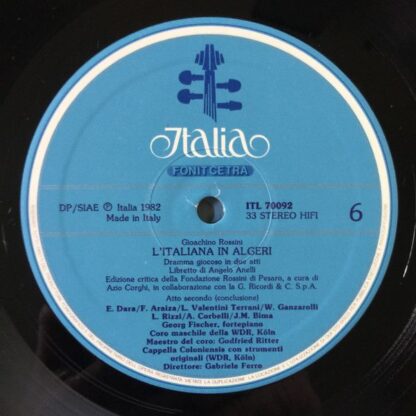 Italia
FONIT CETRA
DP/SIAE Ⓟ Italia 1982
Made in Italy
ITL 70092
33 STEREO HIFI
6
Gioachino Rossini
L'ITALIANA IN ALGERI
Dramma giocoso in due atti
Libretto di Angelo Anelli
Edizione critica della Fondazione Rossini di Pesaro, a cura di
Azio Corghi, in collaborazione con la G. Ricordi & C. S.p.A.
Atto secondo (conclusione)
E. Dara/F. Araiza/L. Valentini Terrani/W. Ganzarolli
L. Rizzi/A. Corbelli/J.M. Bima
Georg Fischer, fortepiano
Coro maschile della WDR, Köln
Maestro del coro: Godfried Ritter
Cappella Coloniensis con strumenti
originali (WDR, Köln)
Direttore: Gabriele Ferro